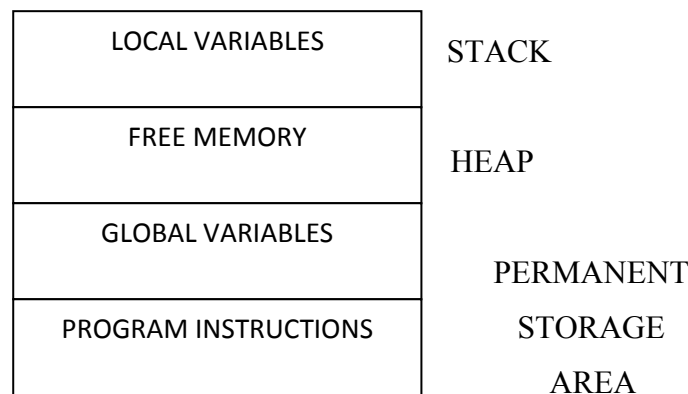 LOCAL VARIABLES
STACK
FREE MEMORY
HEAP
GLOBAL VARIABLES
PERMANENT
PROGRAM INSTRUCTIONS
STORAGE
AREA